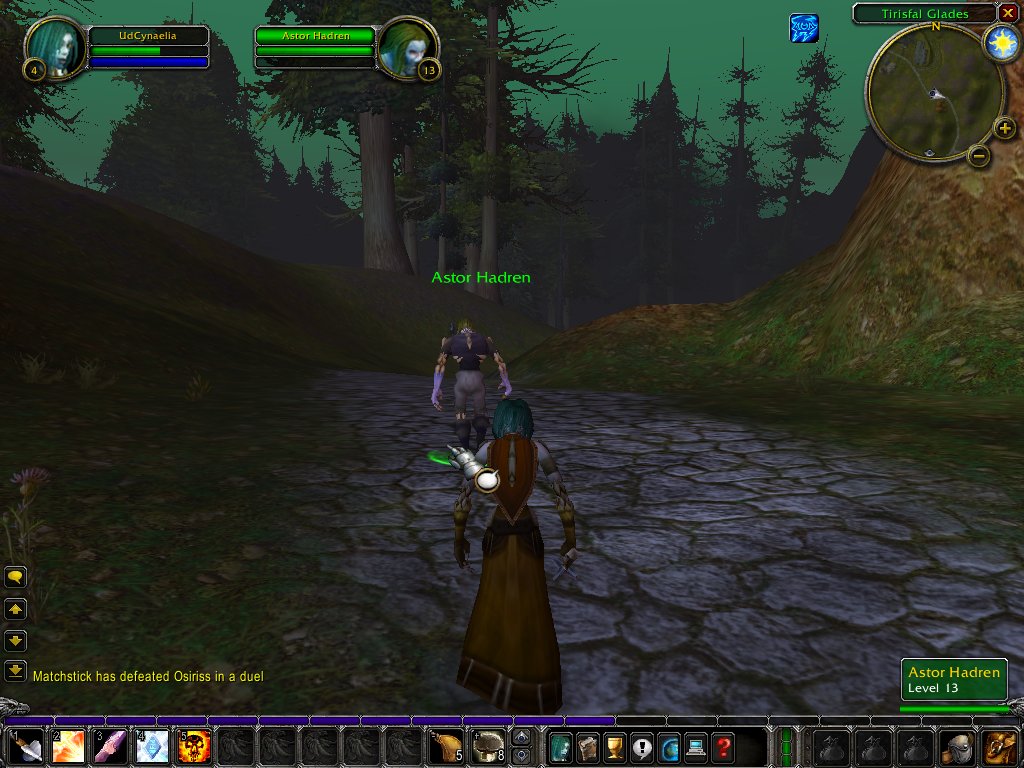 UdCynaelia
4
Astor Hadren
13
Tirisfal Glades
N
Astor Hadren
Matchstick has defeated Osiriss in a duel
Astor Hadren
Level 13
1
2
3
4
5
5
8